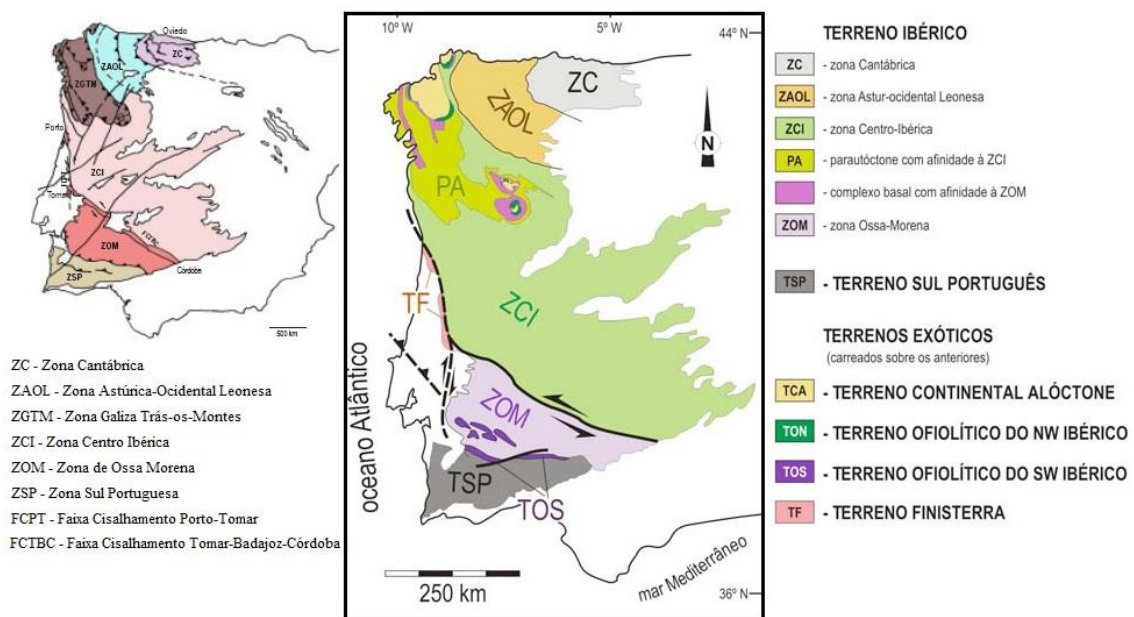 Oviedo
ZC
ZAOL
ZGTM
Porto
ZCI
Tomar
ZOM
Córdoba
ZSP
500 km
ZC - Zona Cantábrica
ZAOL - Zona Astúrica-Ocidental Leonesa
ZGTM - Zona Galiza Trás-os-Montes
ZCI - Zona Centro Ibérica
ZOM - Zona de Ossa Morena
ZSP - Zona Sul Portuguesa
FCPT - Faixa Cisalhamento Porto-Tomar
FCTBC - Faixa Cisalhamento Tomar-Badajoz-Córdoba
10º W
5º W
44º N
ZC
ZAOL
N
PA
TF
ZCI
oceano Atlântico
ZOM
TSP
TOS
mar Mediterrâneo
250 km
36º N
TERRENO IBÉRICO
ZC - zona Cantábrica
ZAOL - zona Astur-ocidental Leonesa
ZCI - zona Centro-Ibérica
PA - parautóctone com afinidade à ZCI
- complexo basal com afinidade à ZOM
ZOM - zona Ossa-Morena
TSP - TERRENO SUL PORTUGUÊS
TERRENOS EXÓTICOS
(carreados sobre os anteriores)
TCA - TERRENO CONTINENTAL ALÓCTONE
TON - TERRENO OFIOLÍTICO DO NW IBÉRICO
TOS - TERRENO OFIOLÍTICO DO SW IBÉRICO
TF - TERRENO FINISTERRA